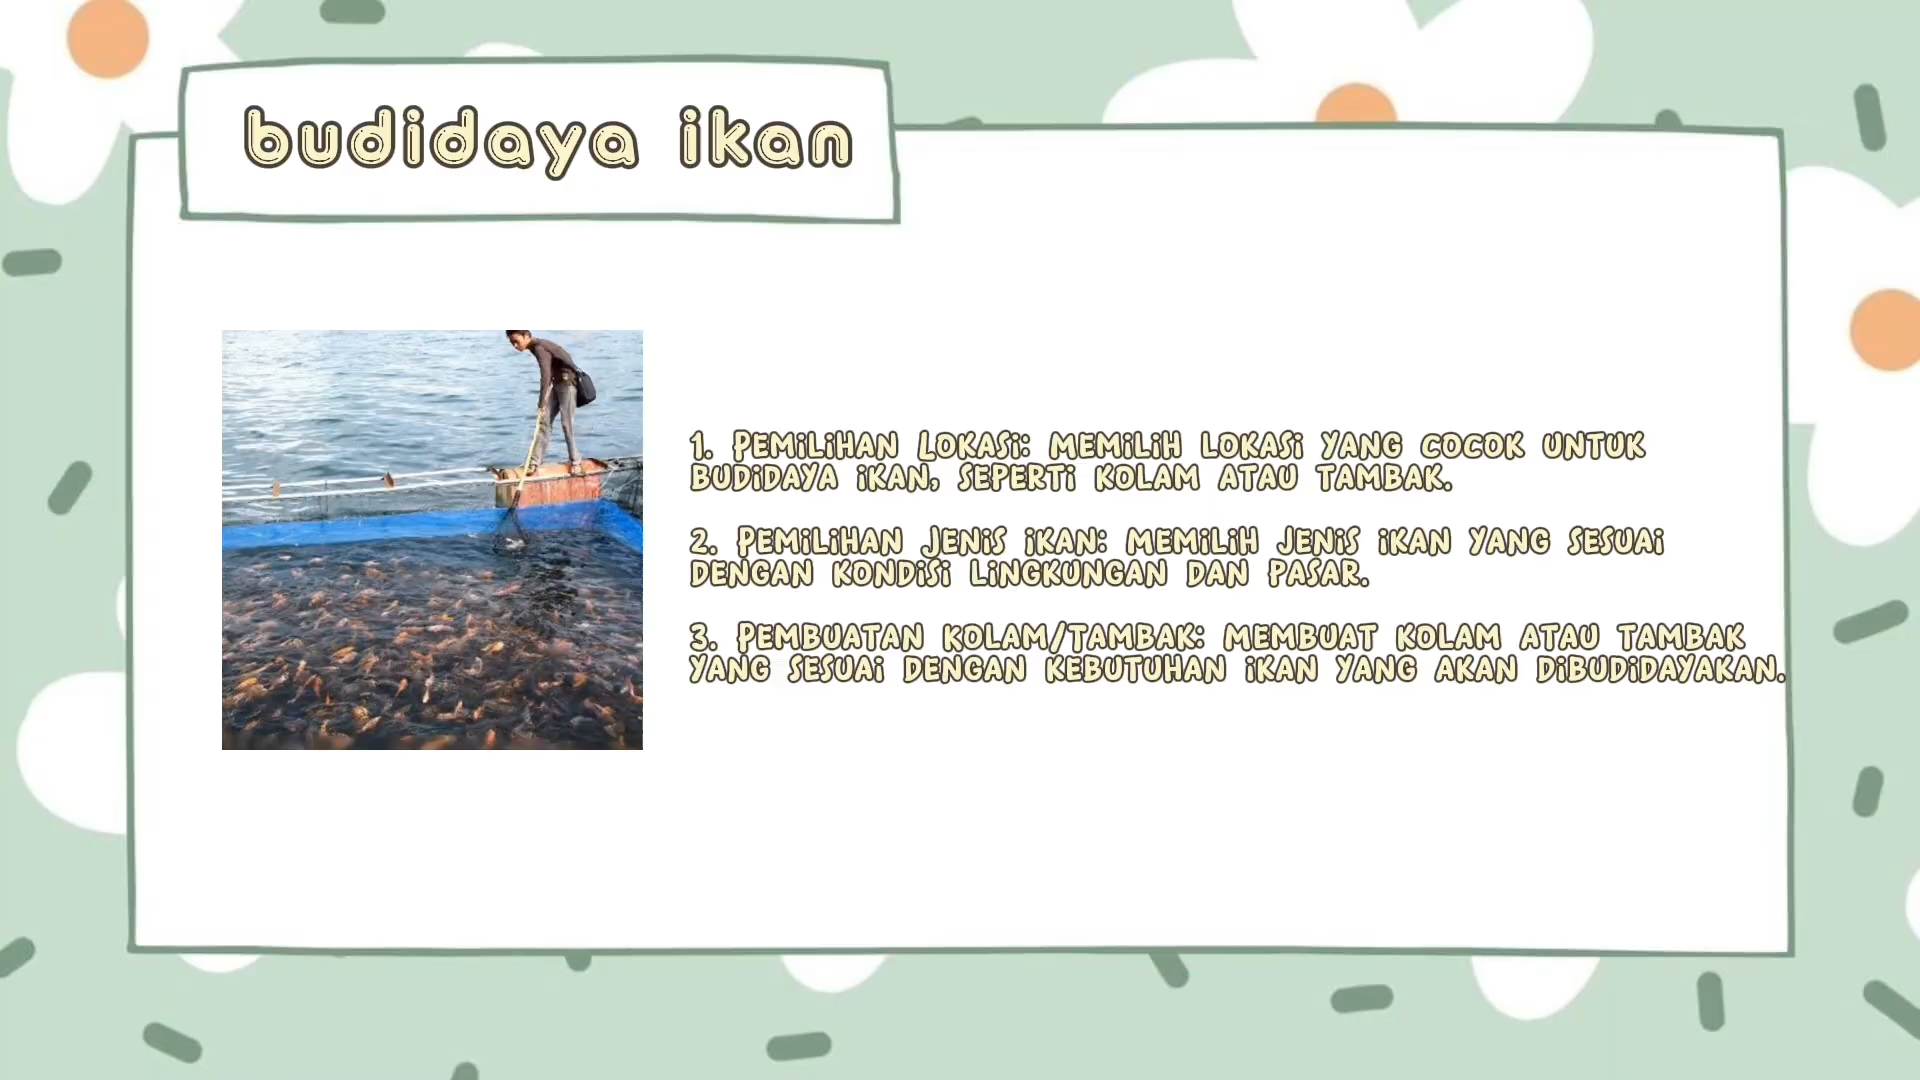 budidaya ikan
1. Pemilihan Lokasi: memilih lokasi yang cocok untuk
budidaya ikan, seperti kolam atau tambak.
2. Pemilihan Jenis ikan: memilih jenis ikan yang sesuai
dengan kondisi lingkungan dan pasar.
3. Pembuatan Kolam/Tambak: membuat kolam atau tambak
yang sesuai dengan kebutuhan ikan yang akan dibudidayakan.